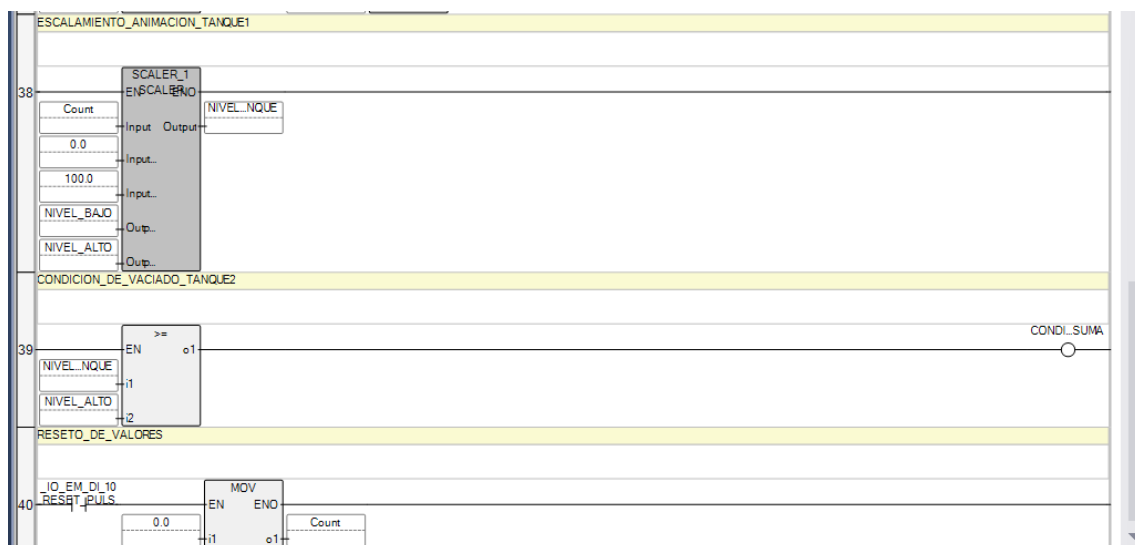 ESCALAMIENTO_ANIMACION_TANQUE1
SCALER_1
38
EN SCALER ENO
Count
NIVEL...NQUE
Input Output
0.0
Input...
100.0
Input...
NIVEL_BAJO
Outp...
NIVEL_ALTO
Outp...
CONDICION_DE_VACIADO_TANQUE2
>=
CONDI...SUMA
39
EN o1
NIVEL...NQUE
i1
NIVEL_ALTO
i2
RESETO_DE_VALORES
_IO_EM_DI_10
MOV
40
RESET_PULS...
EN ENO
0.0
Count
i1 o1